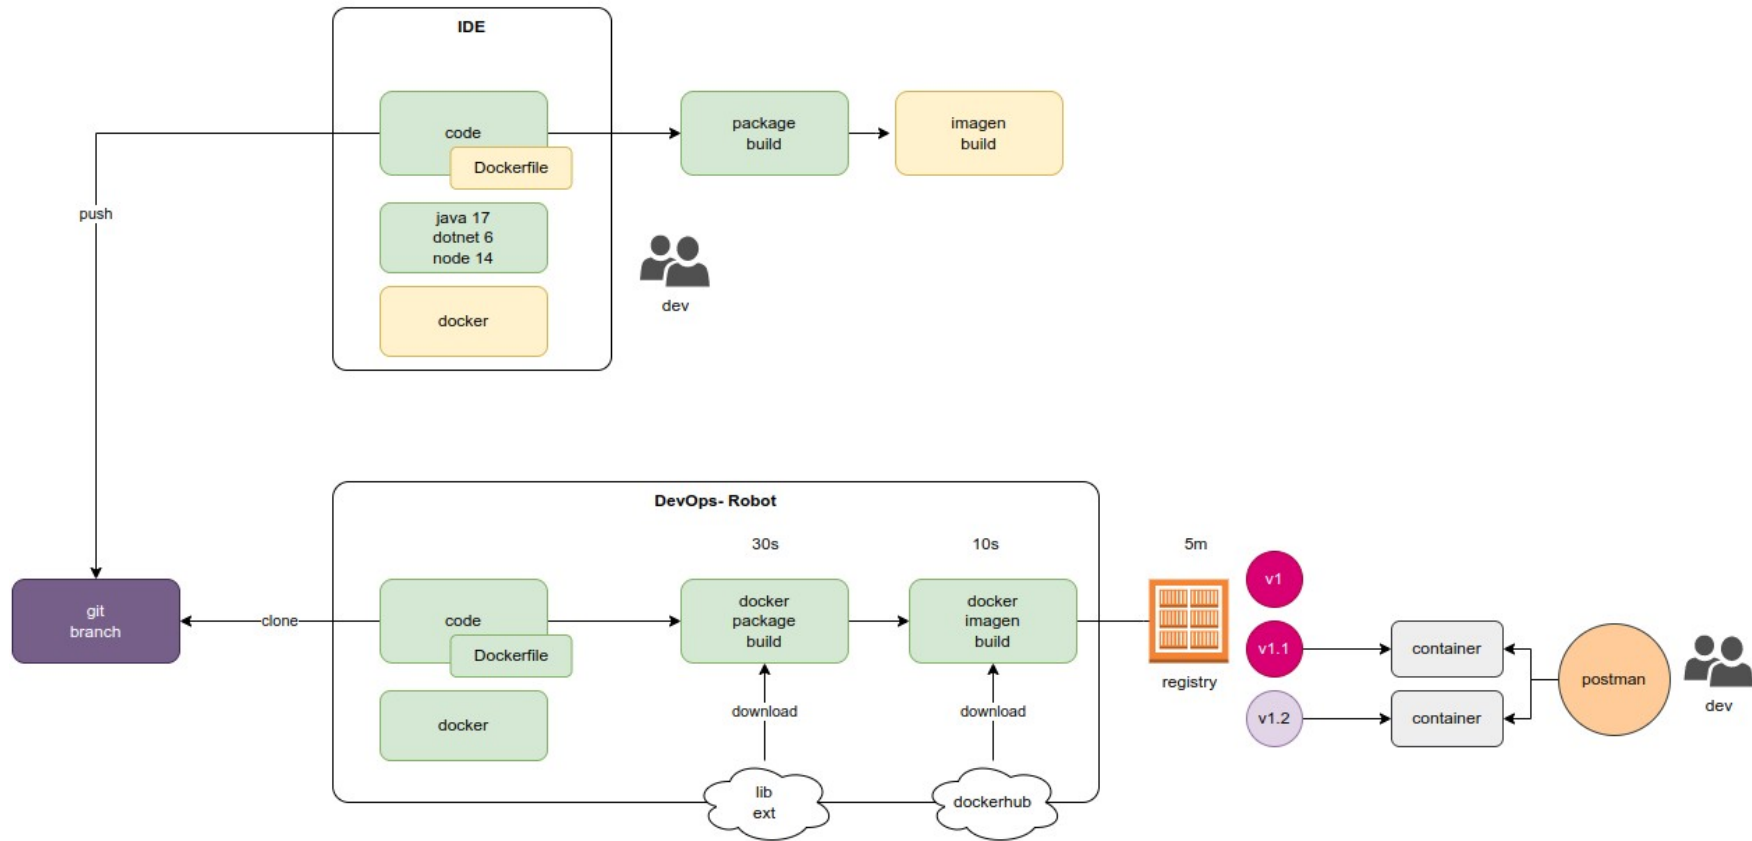 IDE
code
Dockerfile
package
build
imagen
build
push
java 17
dotnet 6
node 14
dev
docker
DevOps- Robot
30s
10s
5m
git
branch
clone
code
Dockerfile
docker
package
build
docker
imagen
build
registry
v1
v1.1
v1.2
container
container
postman
dev
docker
download
download
lib
ext
dockerhub